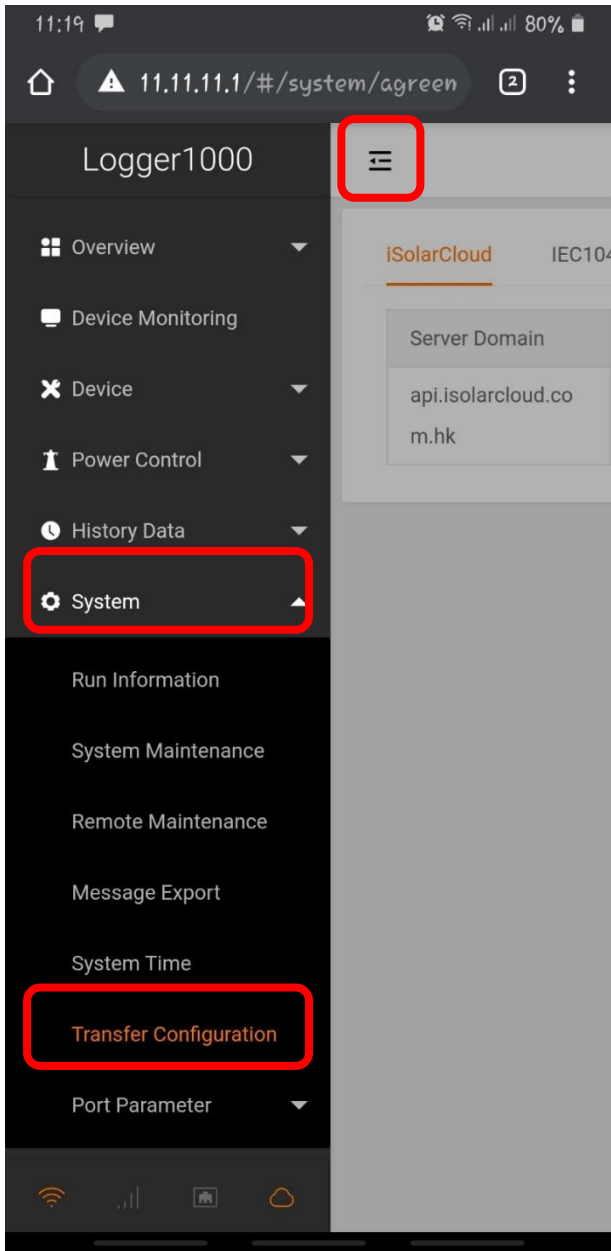 11:19
80%
11.11.11.1/#/system/agreen
2
Logger1000
Overview
iSolarCloud
IEC104
Device Monitoring
Server Domain
Device
api.isolarcloud.co
m.hk
Power Control
History Data
System
Run Information
System Maintenance
Remote Maintenance
Message Export
System Time
Transfer Configuration
Port Parameter